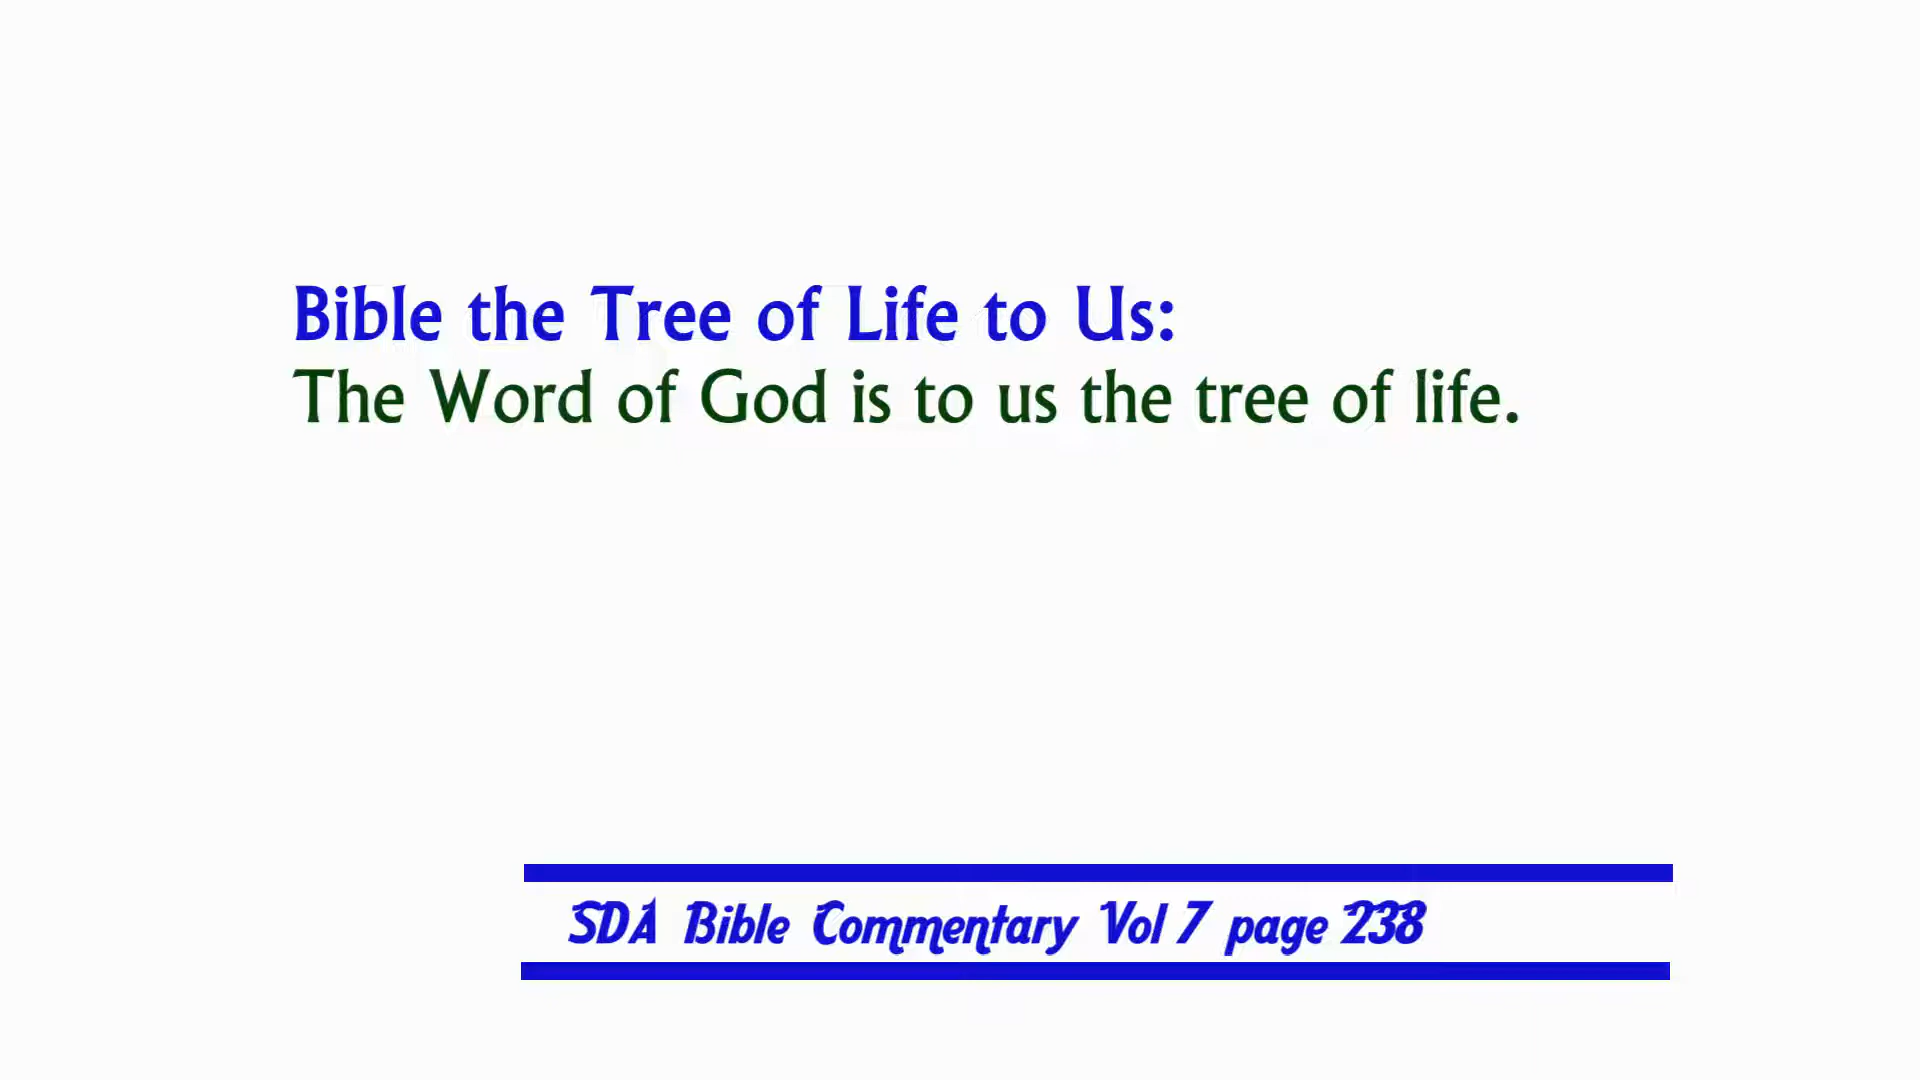 Bible the Tree of Life to Us:
The Word of God is to us the tree of life.
SDA Bible Commentary Vol 7 page 238